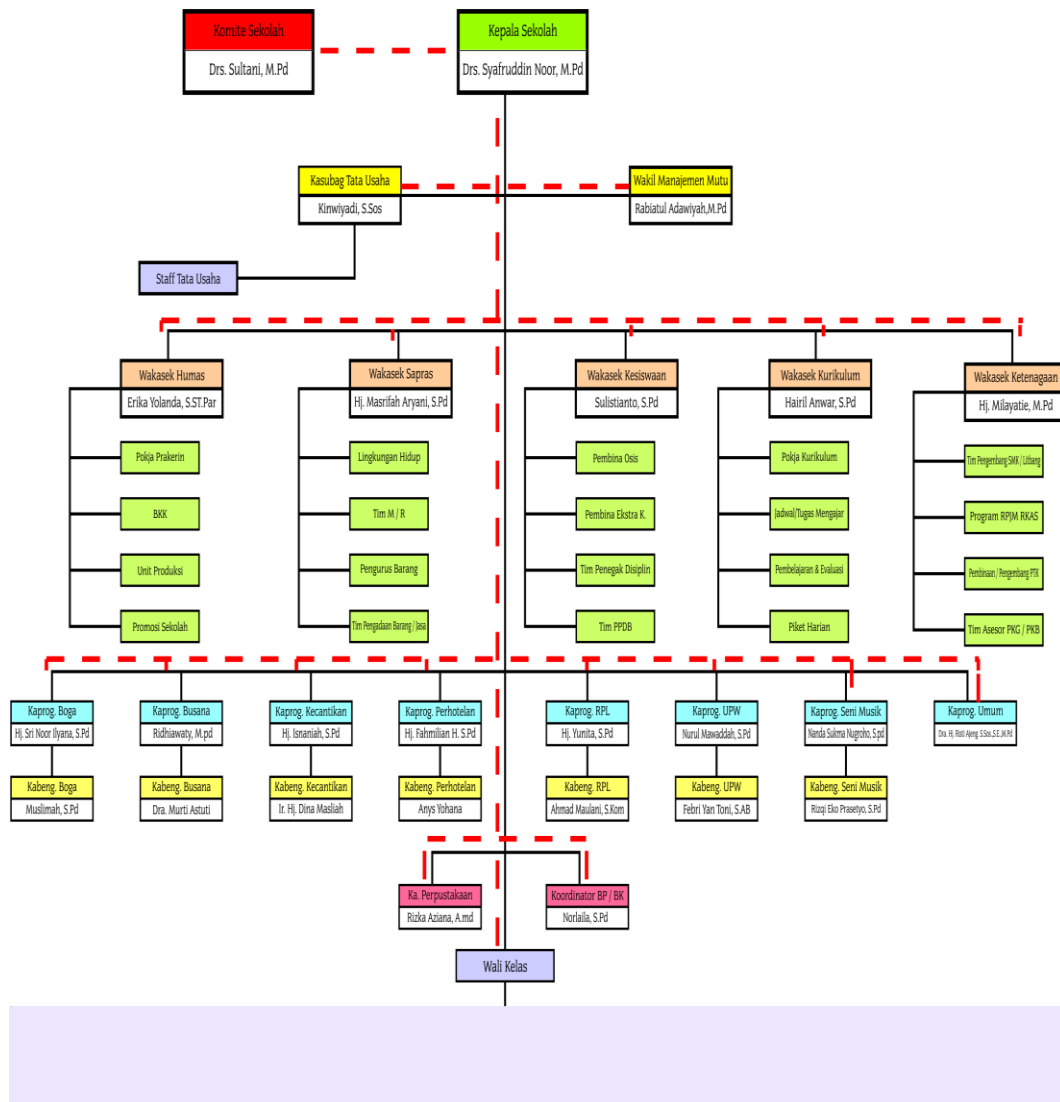 Komite Sekolah
Drs. Sultani, M.Pd
Kepala Sekolah
Drs. Syafruddin Noor, M.Pd
Kasubag Tata Usaha
Kinwiyadi, S.Sos
Wakil Manajemen Mutu
Rabiatul Adawiyah,M.Pd
Staff Tata Usaha
Wakasek Humas
Erika Yolanda, S.ST.Par
Pokja Prakerin
BKK
Unit Produksi
Promosi Sekolah
Wakasek Sapras
Hj. Masrifah Aryani, S.Pd
Lingkungan Hidup
Tim M / R
Pengurus Barang
Tim Pengadaan Barang / Jasa
Wakasek Kesiswaan
Sulistianto, S.Pd
Pembina Osis
Pembina Ekstra K.
Tim Penegak Disiplin
Tim PPDB
Wakasek Kurikulum
Hairil Anwar, S.Pd
Pokja Kurikulum
Jadwal/Tugas Mengajar
Pembelajaran & Evaluasi
Piket Harian
Wakasek Ketenagaan
Hj. Milayatie, M.Pd
Tim Pengembang SMK / Litbang
Program RPJM RKAS
Pembinaan / Pengembang PTK
Tim Asesor PKG / PKB
Kaprog. Boga
Hj. Sri Noor Ilyana, S.Pd
Kabeng. Boga
Muslimah, S.Pd
Kaprog. Busana
Ridhiawaty, M.pd
Kabeng. Busana
Dra. Murti Astuti
Kaprog. Kecantikan
Hj. Isnaniah, S.Pd
Kabeng. Kecantikan
Ir. Hj. Dina Masliah
Kaprog. Perhotelan
Hj. Fahmilian H. S.Pd
Kabeng. Perhotelan
Anys Yohana
Kaprog. RPL
Hj. Yunita, S.Pd
Kabeng. RPL
Ahmad Maulani, S.Kom
Kaprog. UPW
Nurul Mawaddah, S.Pd
Kabeng. UPW
Febri Yan Toni, S.AB
Kaprog. Seni Musik
Nanda Sukma Nugroho, S.pd
Kabeng. Seni Musik
Rizqi Eko Prasetyo, S.Pd
Kaprog. Umum
Dra. Hj. Risti Ajeng. S.Sos,S.E.,M.Pd
Ka. Perpustakaan
Rizka Aziana, A.md
Koordinator BP / BK
Norlaila, S.Pd
Wali Kelas